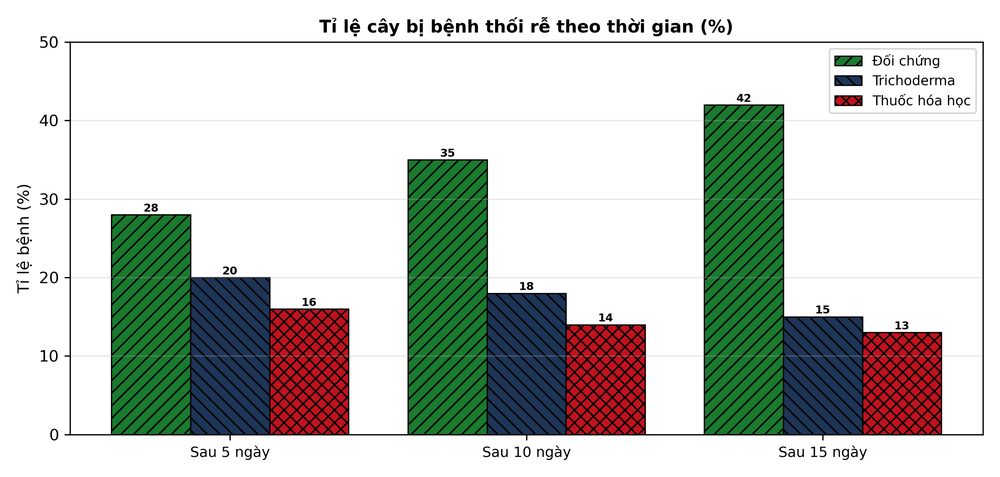 Tỉ lệ cây bị bệnh thối rễ theo thời gian (%)
Đối chứng
Trichoderma
Thuốc hóa học
Tỉ lệ bệnh (%)
50
40
30
20
10
0
28
20
16
35
18
14
42
15
13
Sau 5 ngày
Sau 10 ngày
Sau 15 ngày